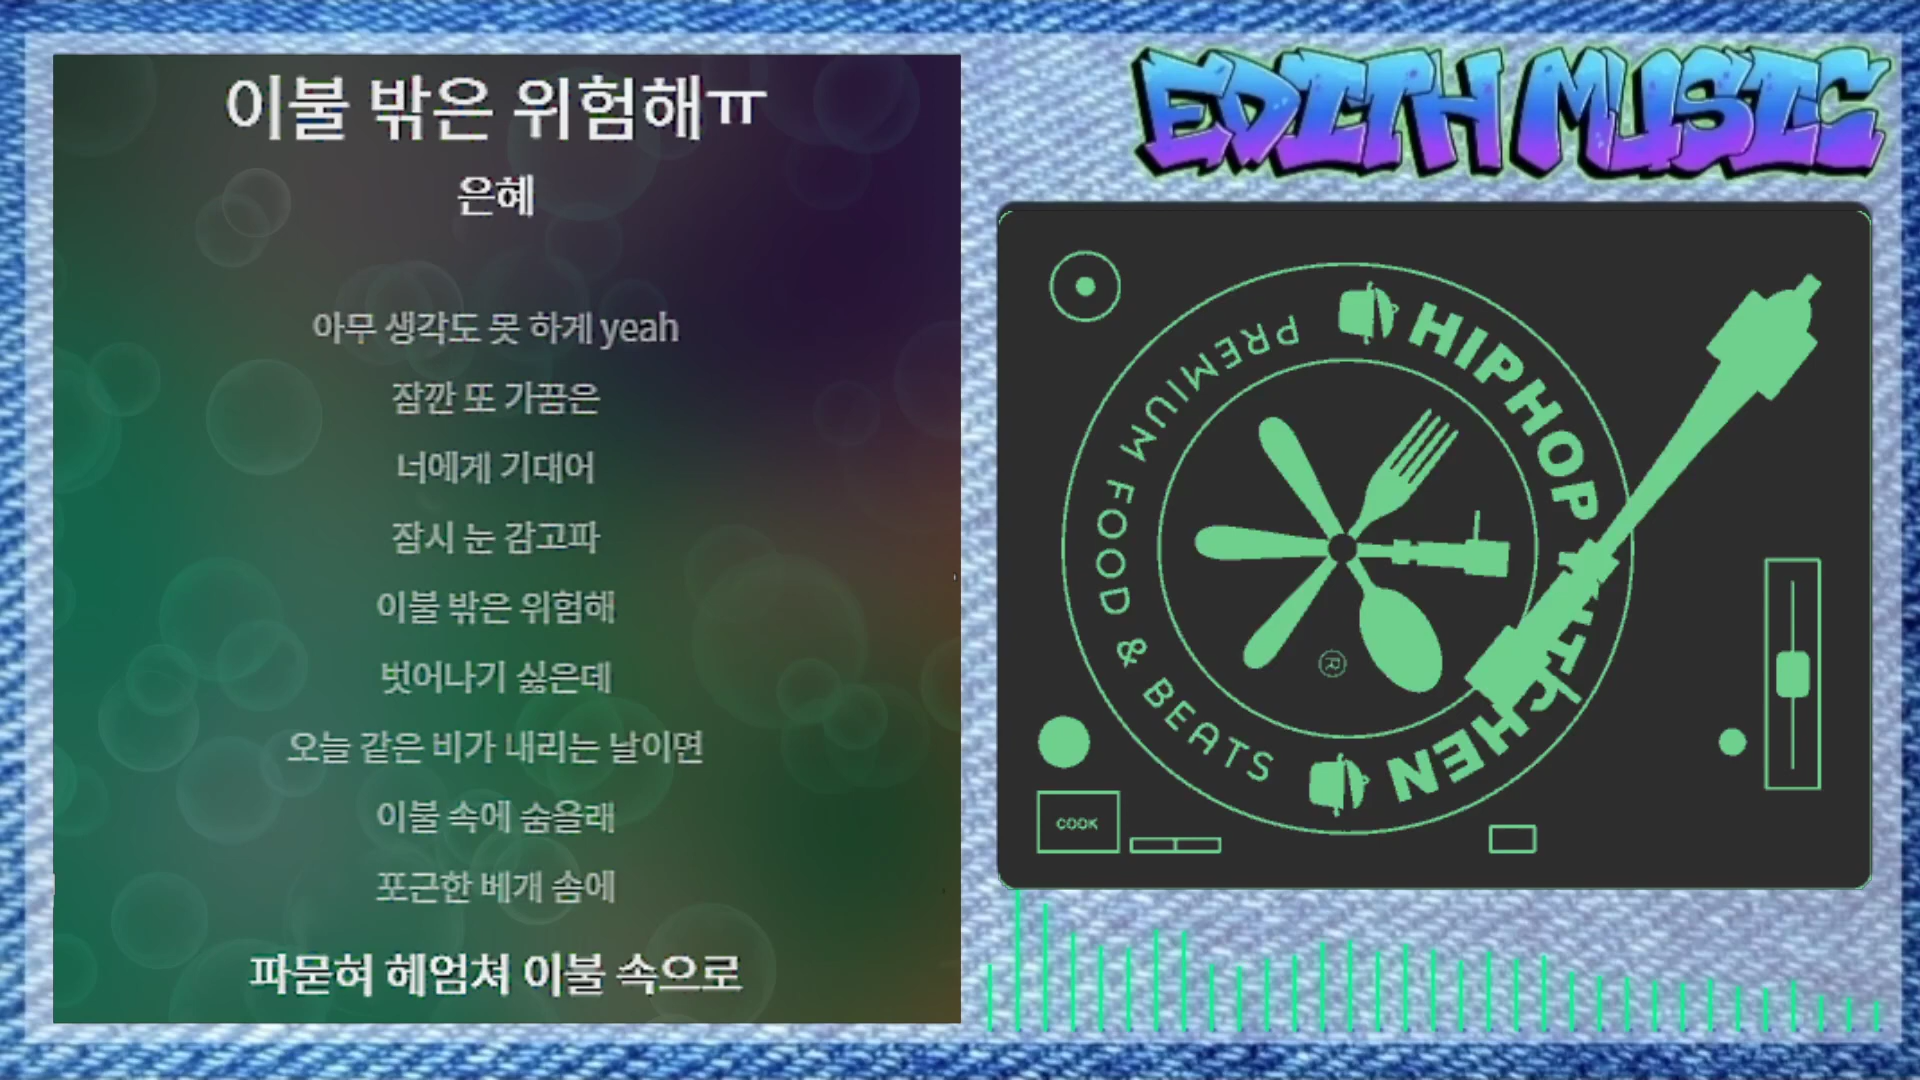 이불 밖은 위험해ㅠ
은혜
아무 생각도 못 하게 yeah
잠깐 또 가끔은
너에게 기대어
잠시 눈 감고파
이불 밖은 위험해
벗어나기 싫은데
오늘 같은 비가 내리는 날이면
이불 속에 숨을래
포근한 베개 솜에
파묻혀 헤엄쳐 이불 속으로
EDITH MUSIC
HIPHOP KITCHEN
PREMIUM FOOD & BEATS
®
COOK